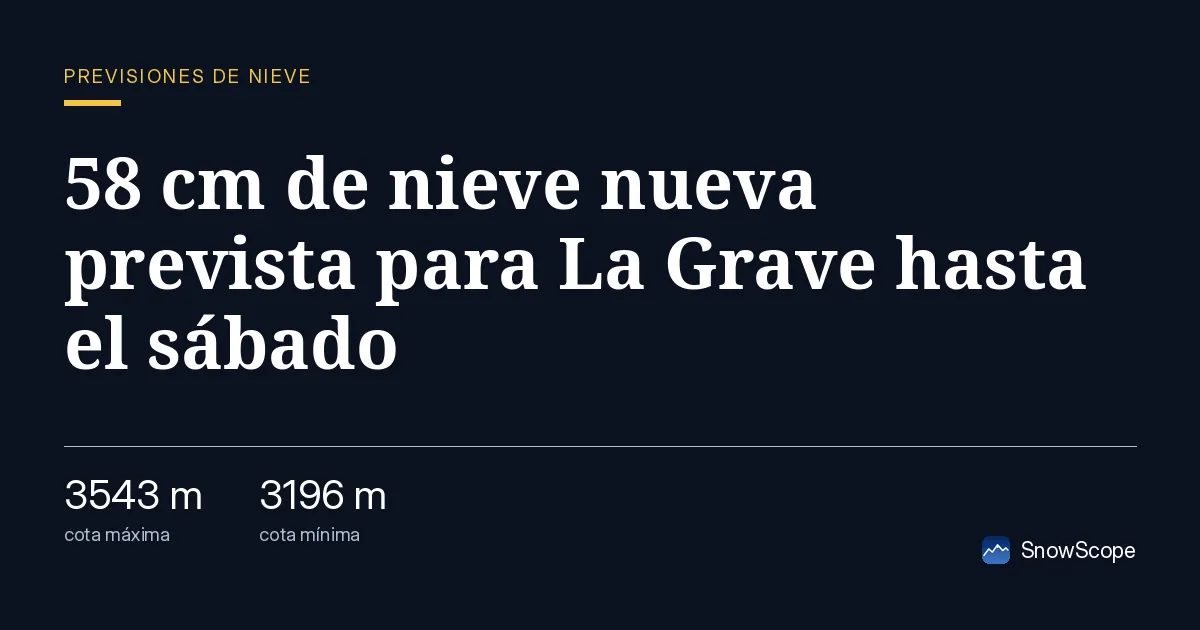 PREVISIONES DE NIEVE
58 cm de nieve nueva
prevista para La Grave hasta
el sábado
3543 m
cota máxima
3196 m
cota mínima
SnowScope